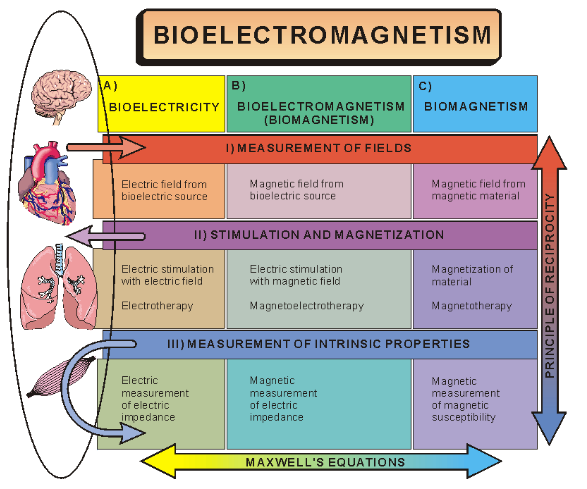 BIOELECTROMAGNETISM
A)
BIOELECTRICITY
B)
BIOELECTROMAGNETISM
(BIOMAGNETISM)
C)
BIOMAGNETISM
I) MEASUREMENT OF FIELDS
Electric field from
bioelectric source
Magnetic field from
bioelectric source
Magnetic field from
magnetic material
II) STIMULATION AND MAGNETIZATION
Electric stimulation
with electric field
Electrotherapy
Electric stimulation
with magnetic field
Magnetoelectrotherapy
Magnetization of
material
Magnetotherapy
III) MEASUREMENT OF INTRINSIC PROPERTIES
Electric
measurement
of electric
impedance
Magnetic
measurement
of electric
impedance
Magnetic
measurement
of magnetic
susceptibility
PRINCIPLE OF RECIPROCITY
MAXWELL'S EQUATIONS